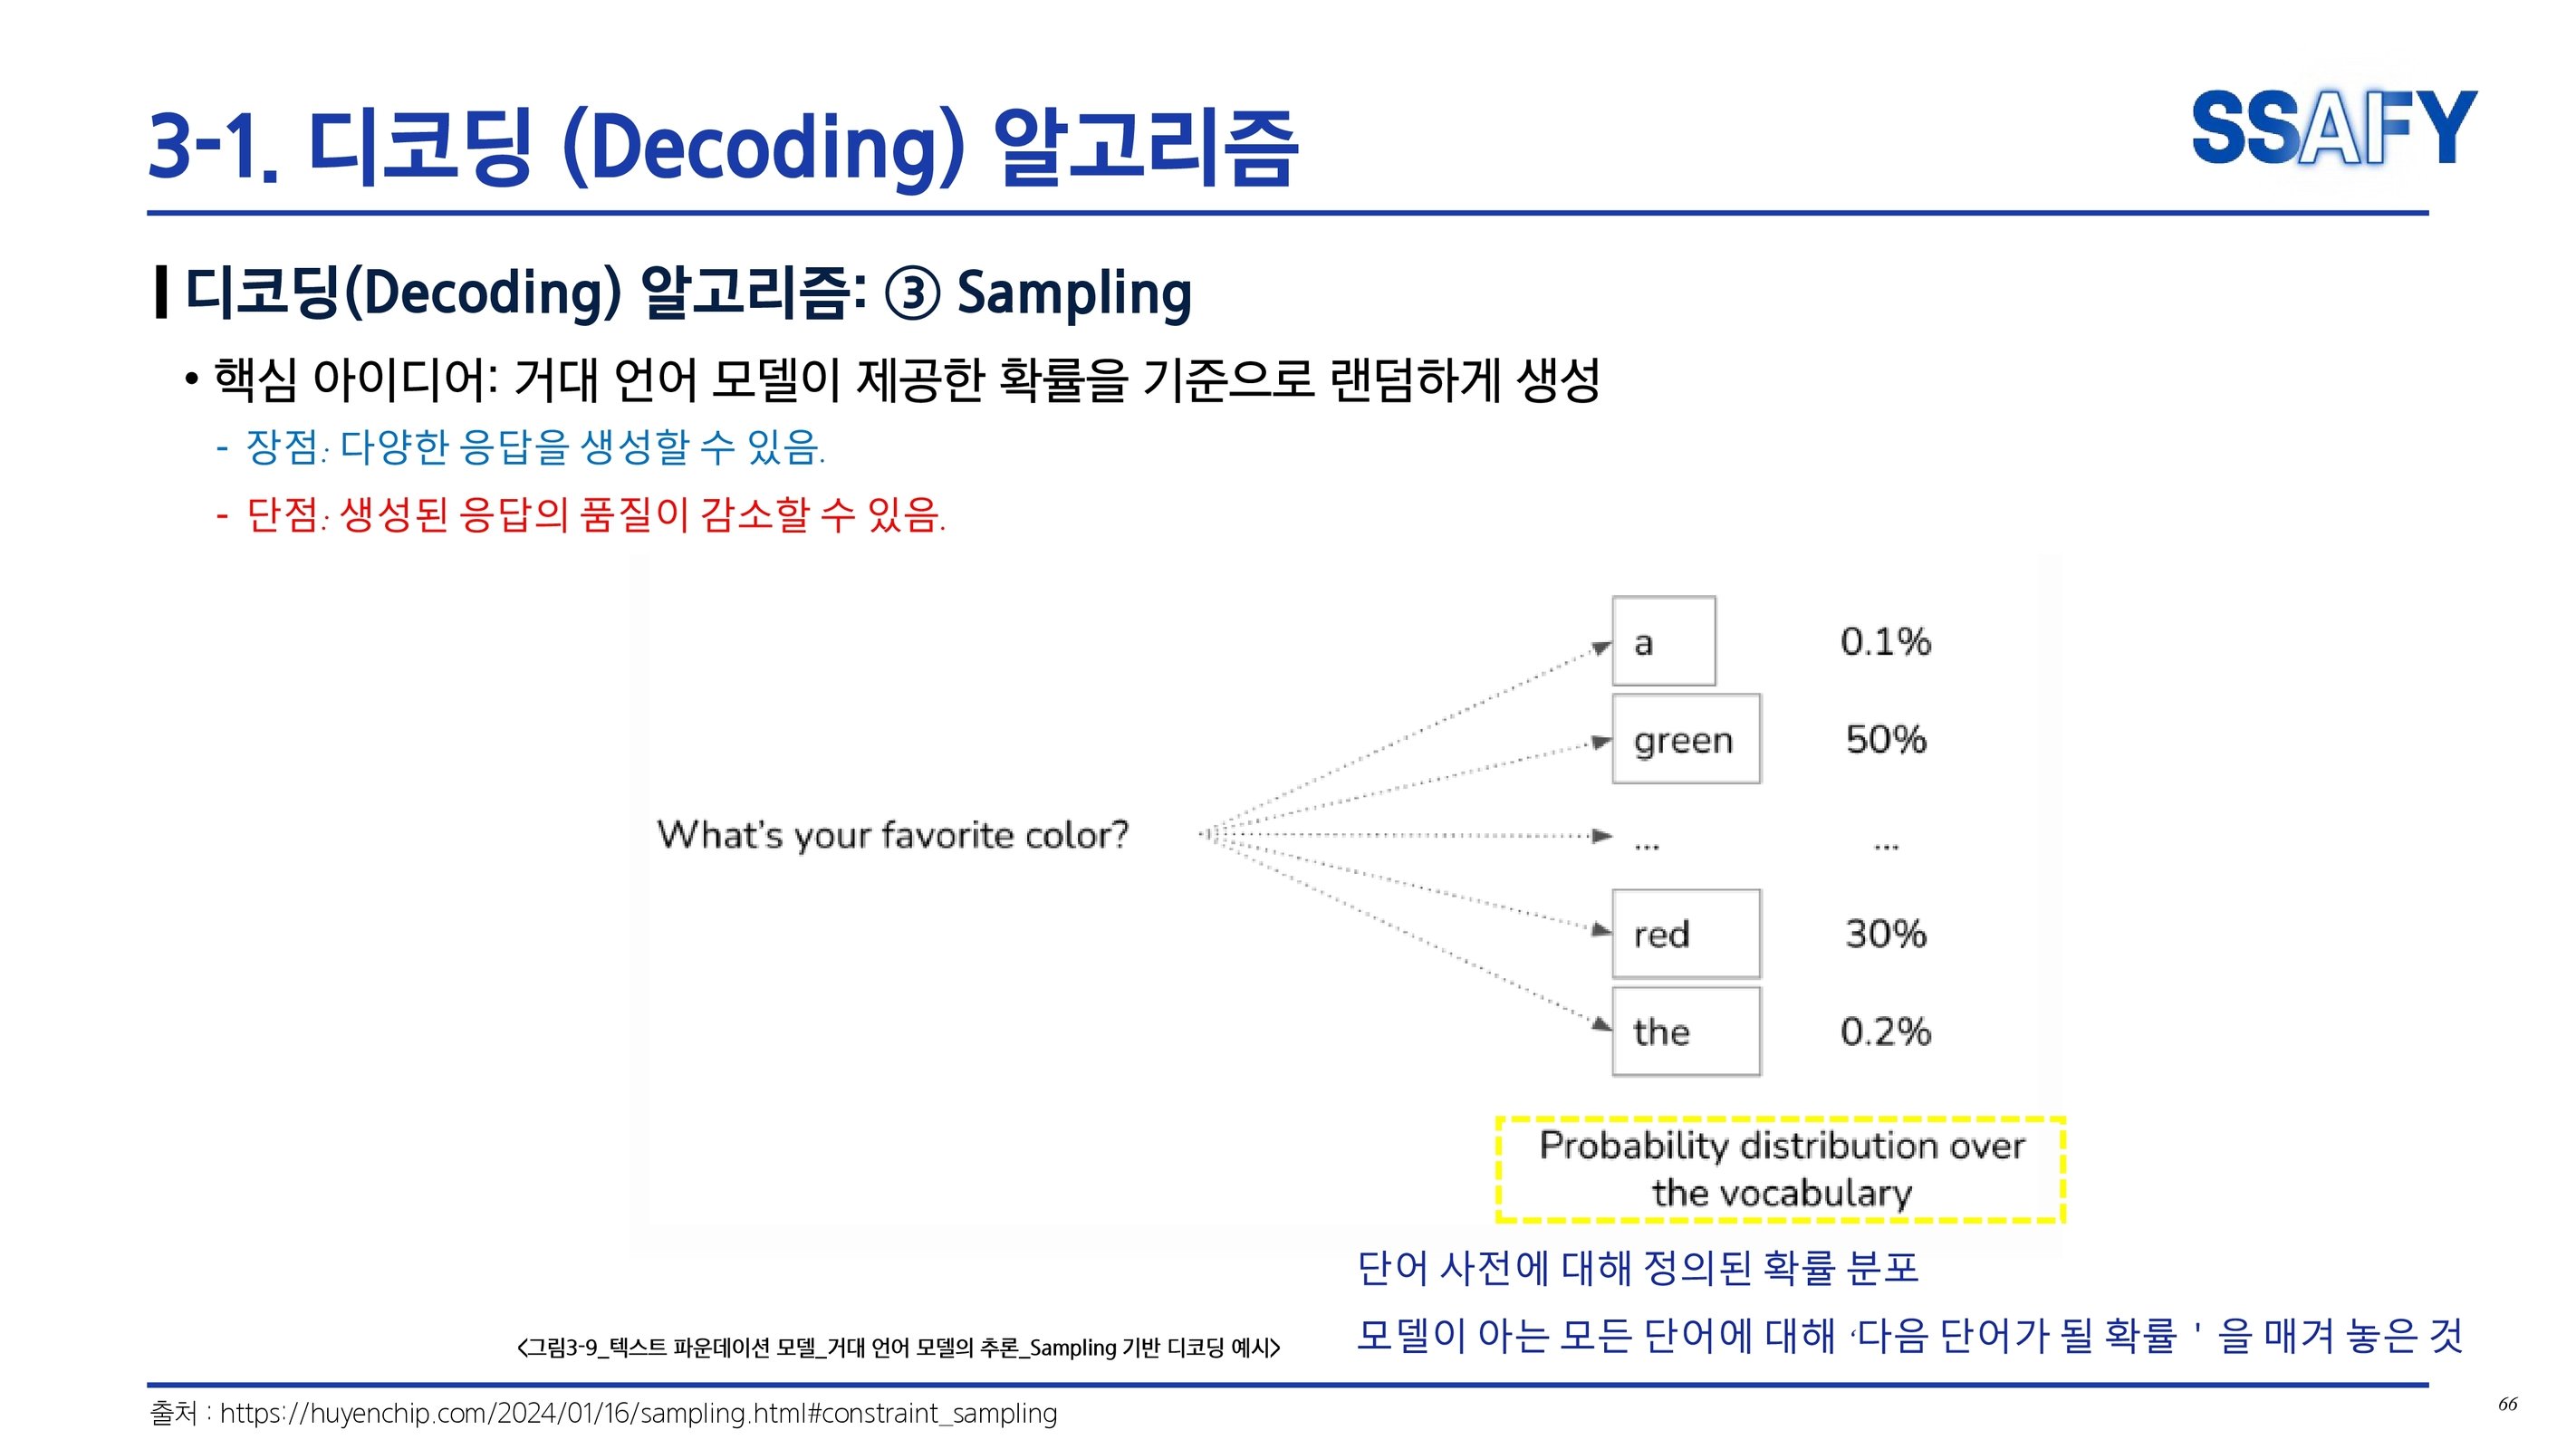 3-1. 디코딩 (Decoding) 알고리즘
SSAFY
디코딩(Decoding) 알고리즘: ③ Sampling
• 핵심 아이디어: 거대 언어 모델이 제공한 확률을 기준으로 랜덤하게 생성
- 장점: 다양한 응답을 생성할 수 있음.
- 단점: 생성된 응답의 품질이 감소할 수 있음.
a 0.1%
green 50%
What's your favorite color?
... ...
red 30%
the 0.2%
Probability distribution over
the vocabulary
단어 사전에 대해 정의된 확률 분포
모델이 아는 모든 단어에 대해 ‘다음 단어가 될 확률 ' 을 매겨 놓은 것
<그림3-9_텍스트 파운데이션 모델_거대 언어 모델의 추론_Sampling 기반 디코딩 예시>
출처 : https://huyenchip.com/2024/01/16/sampling.html#constraint_sampling
66